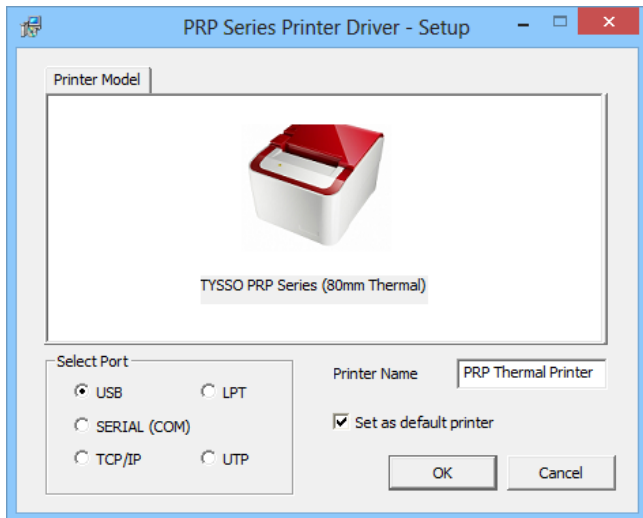 PRP Series Printer Driver - Setup
Printer Model
TYSSO PRP Series (80mm Thermal)
Select Port
USB
LPT
SERIAL (COM)
TCP/IP
UTP
Printer Name
PRP Thermal Printer
Set as default printer
OK
Cancel